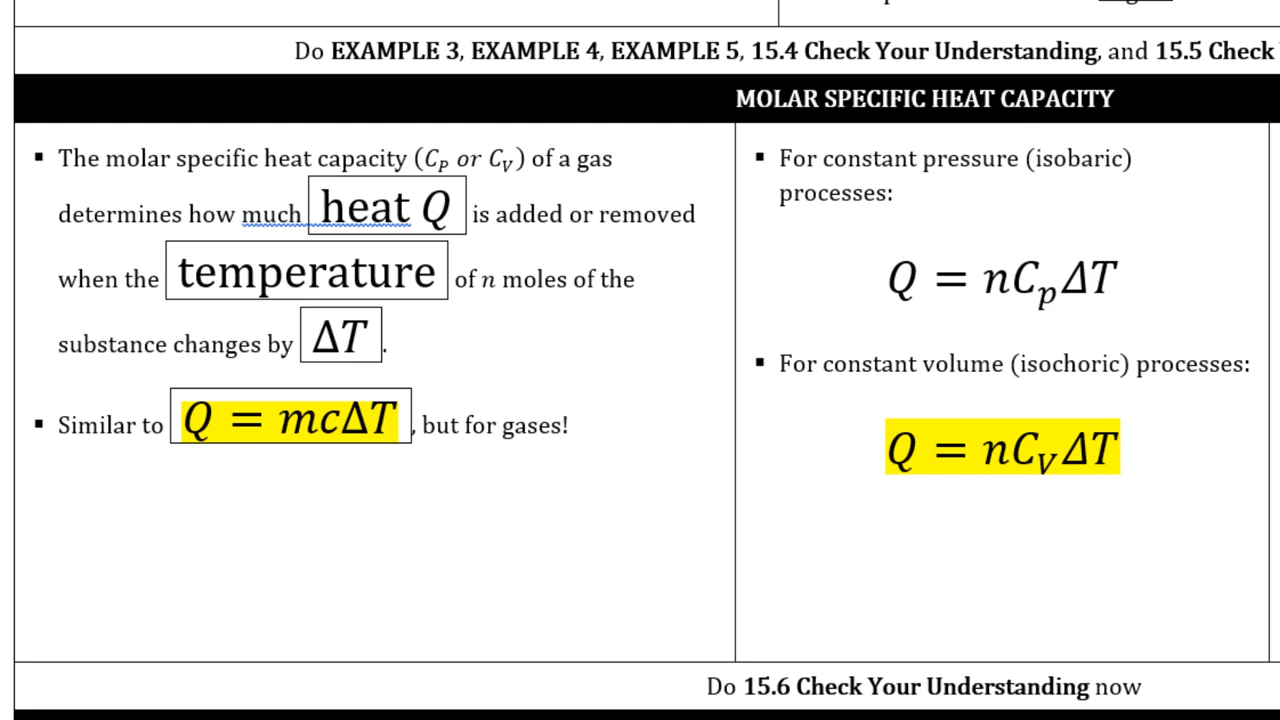 Do EXAMPLE 3, EXAMPLE 4, EXAMPLE 5, 15.4 Check Your Understanding, and 15.5 Check
MOLAR SPECIFIC HEAT CAPACITY
▪ The molar specific heat capacity (C_P or C_V) of a gas
determines how much heat Q is added or removed
when the temperature of n moles of the
substance changes by ΔT.
▪ Similar to Q = mcΔT, but for gases!
▪ For constant pressure (isobaric)
processes:
Q = nC_pΔT
▪ For constant volume (isochoric) processes:
Q = nC_VΔT
Do 15.6 Check Your Understanding now